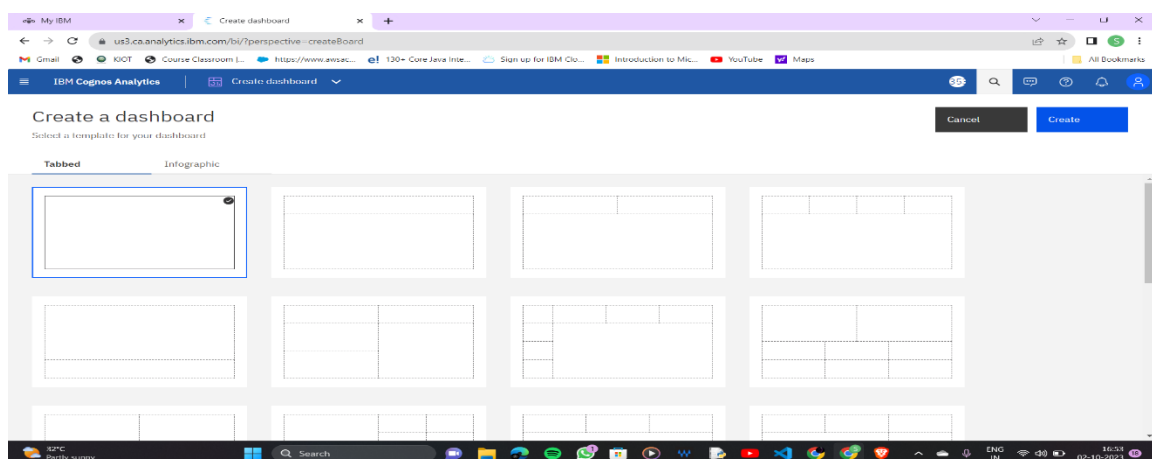 My IBM
Create dashboard
us3.ca.analytics.ibm.com/bi/?perspective=createBoard
Gmail KIOT Course Classroom |... https://www.awsac... 130+ Core Java Inte... Sign up for IBM Clo... Introduction to Mic... YouTube Maps All Bookmarks
IBM Cognos Analytics Create dashboard
Create a dashboard
Cancel Create
Select a template for your dashboard
Tabbed Infographic
32°C
Partly sunny
Search
ENG
IN
16:53
02-10-2023